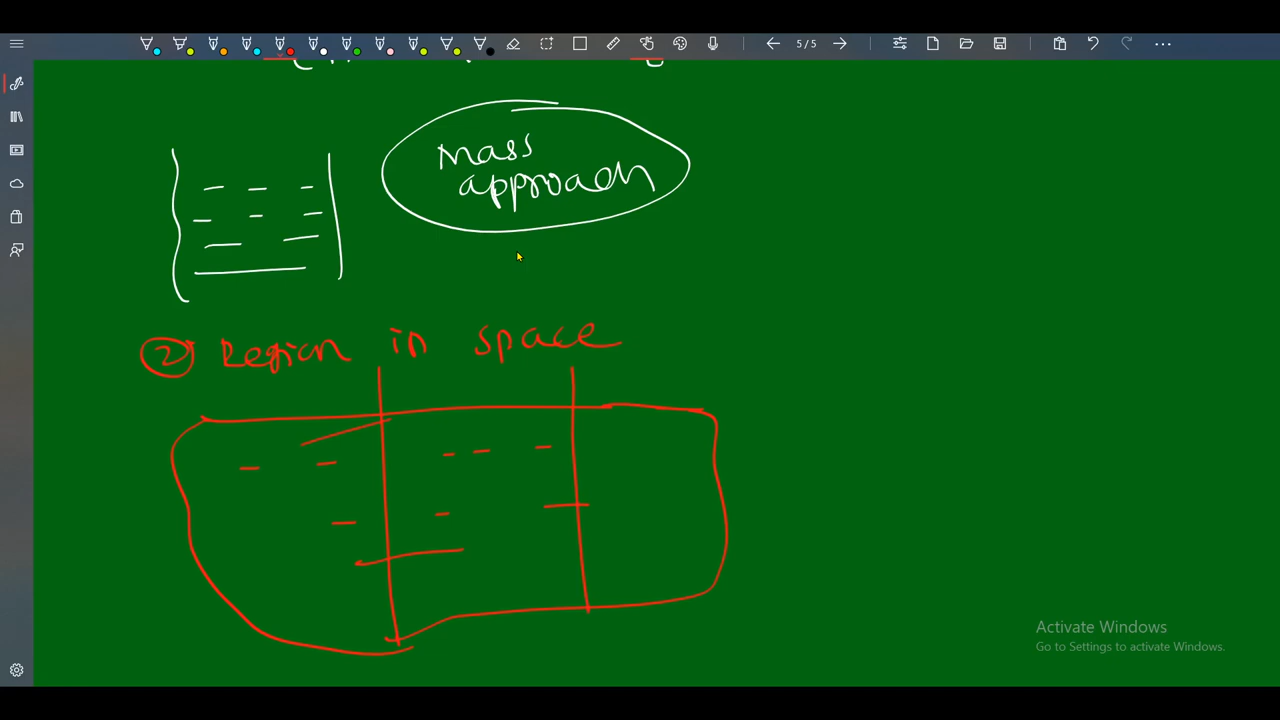 5/5
mass
approach
② Region in space
Activate Windows
Go to Settings to activate Windows.